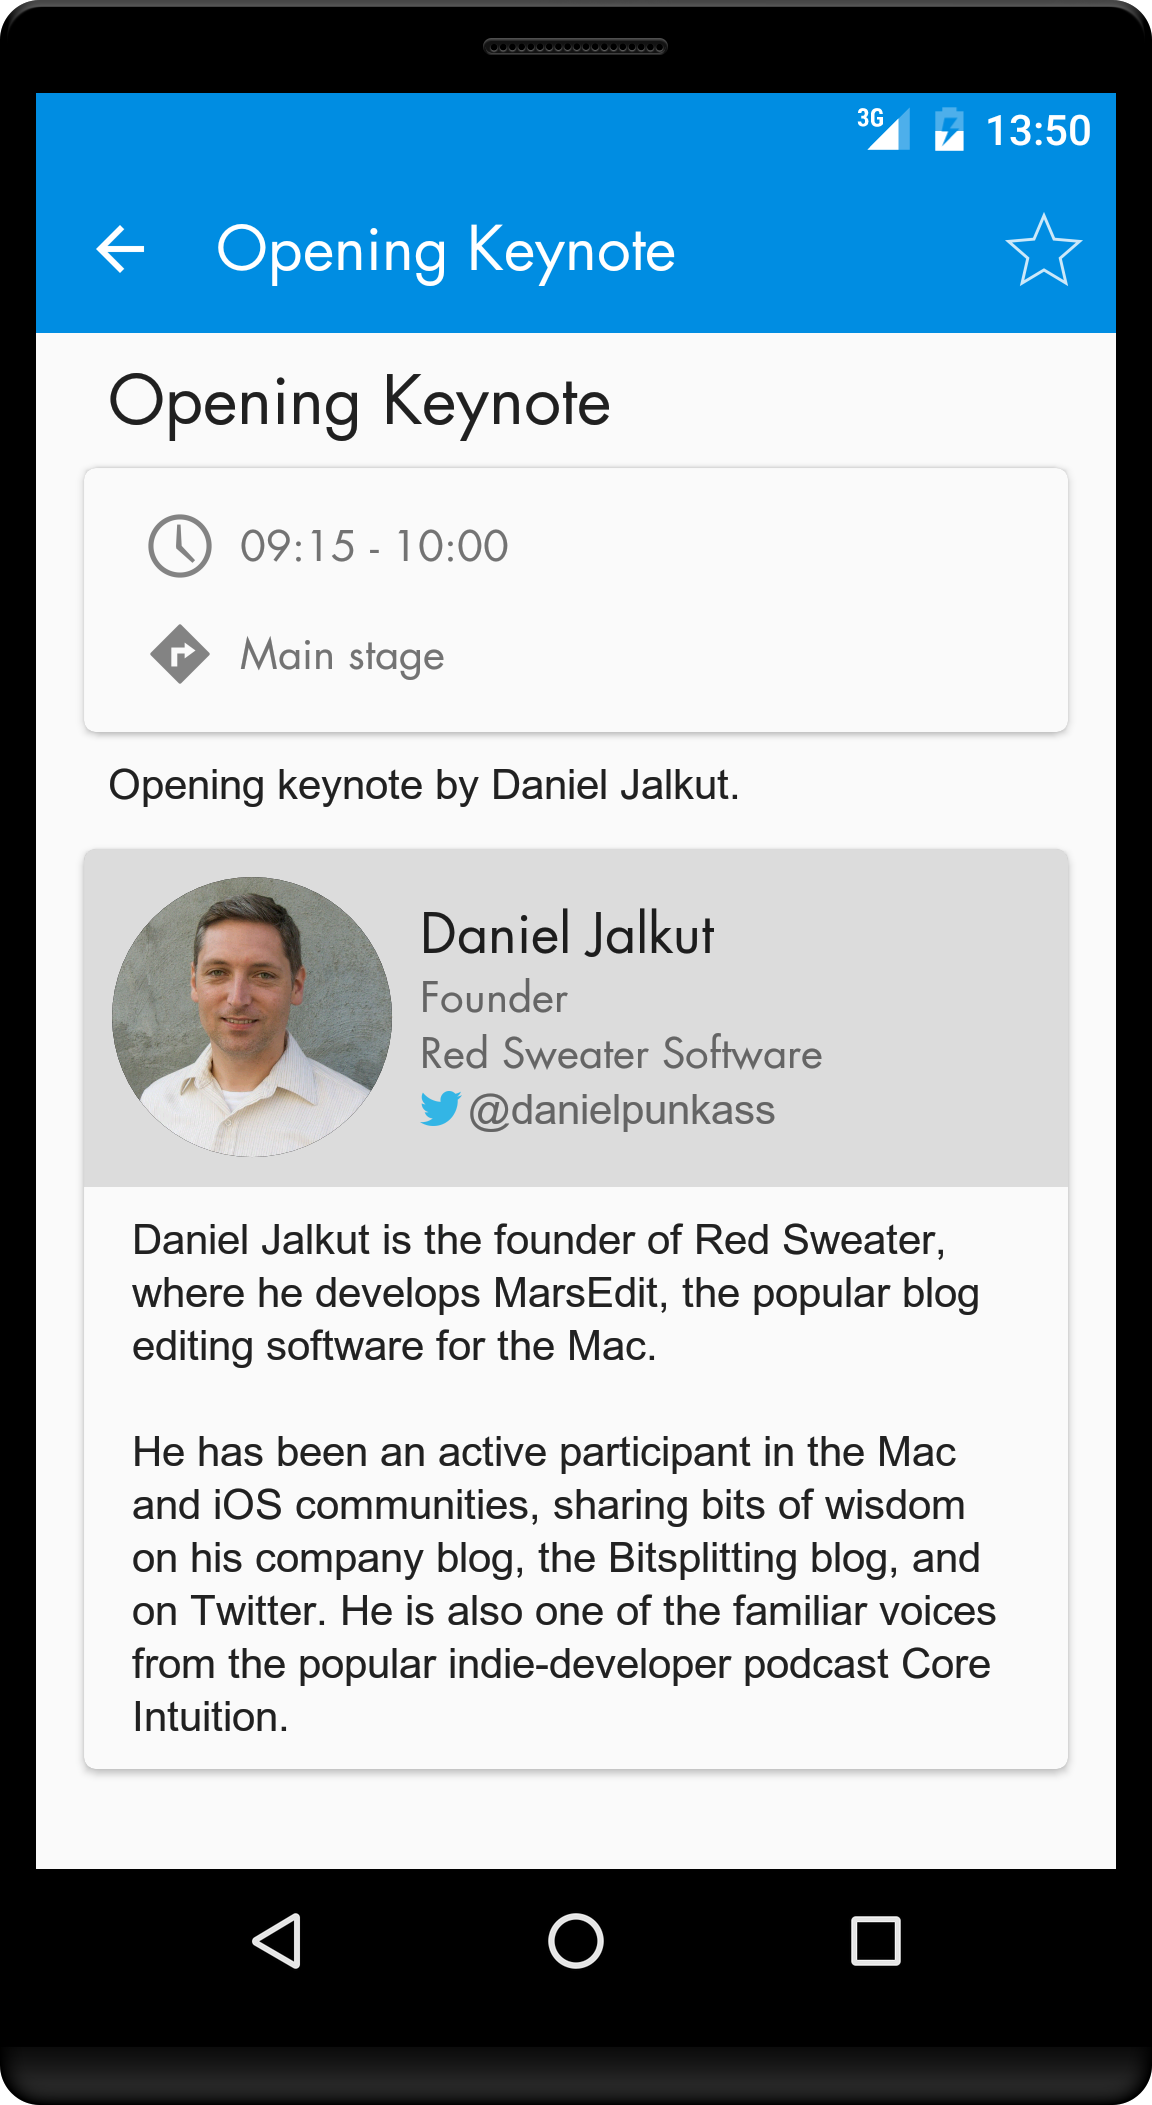 3G 13:50
Opening Keynote
Opening Keynote
09:15 - 10:00
Main stage
Opening keynote by Daniel Jalkut.
Daniel Jalkut
Founder
Red Sweater Software
@danielpunkass
Daniel Jalkut is the founder of Red Sweater,
where he develops MarsEdit, the popular blog
editing software for the Mac.
He has been an active participant in the Mac
and iOS communities, sharing bits of wisdom
on his company blog, the Bitsplitting blog, and
on Twitter. He is also one of the familiar voices
from the popular indie-developer podcast Core
Intuition.